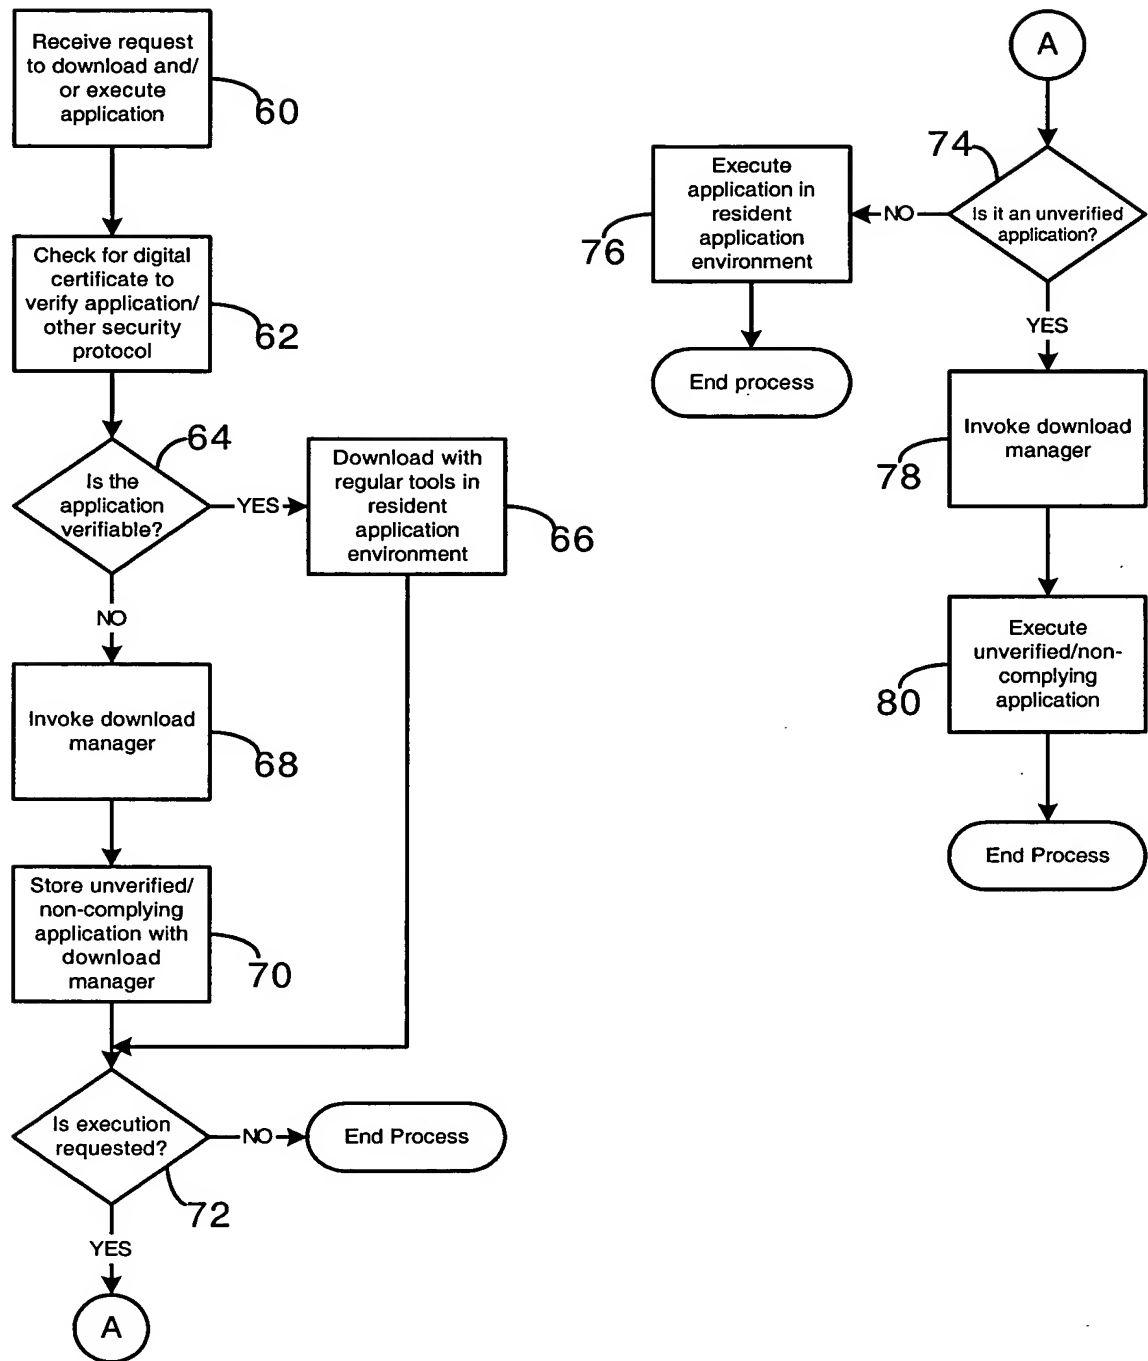 Receive request
to download and/
or execute
application
60
Check for digital
certificate to
verify application/
other security
protocol
62
64
Is the
application
verifiable?
YES
Download with
regular tools in
resident
application
environment
66
NO
Invoke download
manager
68
Store unverified/
non-complying
application with
download
manager
70
Is execution
requested?
NO
End Process
72
YES
A
A
74
Is it an unverified
application?
NO
Execute
application in
resident
application
environment
76
End process
YES
Invoke download
manager
78
Execute
unverified/non-
complying
application
80
End Process